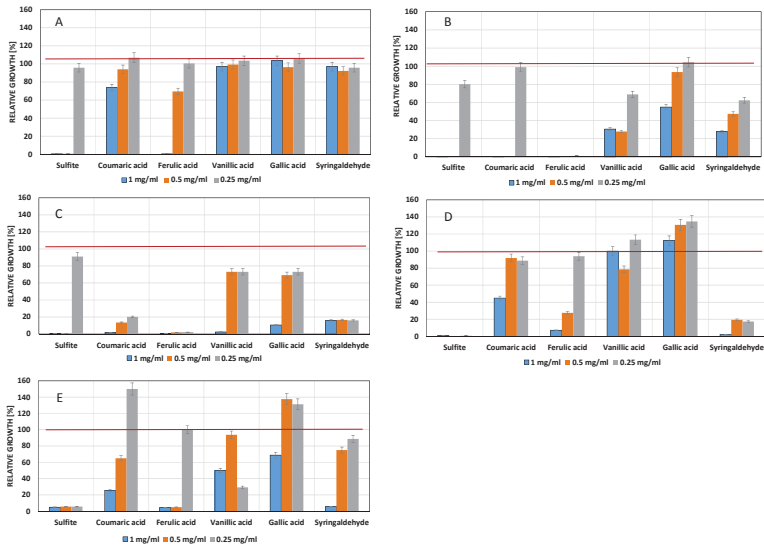 A
RELATIVE GROWTH [%]
160
140
120
100
80
60
40
20
0
Sulfite Coumaric acid Ferulic acid Vanillic acid Gallic acid Syringaldehyde
1 mg/ml 0.5 mg/ml 0.25 mg/ml
B
RELATIVE GROWTH [%]
160
140
120
100
80
60
40
20
0
Sulfite Coumaric acid Ferulic acid Vanillic acid Gallic acid Syringaldehyde
1 mg/ml 0.5 mg/ml 0.25 mg/ml
C
RELATIVE GROWTH [%]
160
140
120
100
80
60
40
20
0
Sulfite Coumaric acid Ferulic acid Vanillic acid Gallic acid Syringaldehyde
1 mg/ml 0.5 mg/ml 0.25 mg/ml
D
RELATIVE GROWTH [%]
160
140
120
100
80
60
40
20
0
Sulfite Coumaric acid Ferulic acid Vanillic acid Gallic acid Syringaldehyde
1 mg/ml 0.5 mg/ml 0.25 mg/ml
E
RELATIVE GROWTH [%]
160
140
120
100
80
60
40
20
0
Sulfite Coumaric acid Ferulic acid Vanillic acid Gallic acid Syringaldehyde
1 mg/ml 0.5 mg/ml 0.25 mg/ml